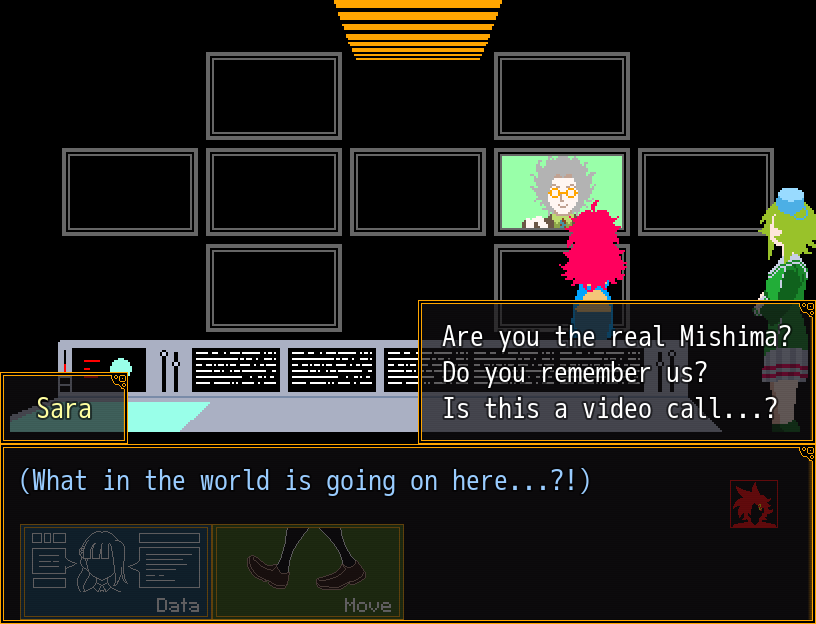 Are you the real Mishima?
Do you remember us?
Is this a video call...?
Sara
(What in the world is going on here...?!)
Data
Move